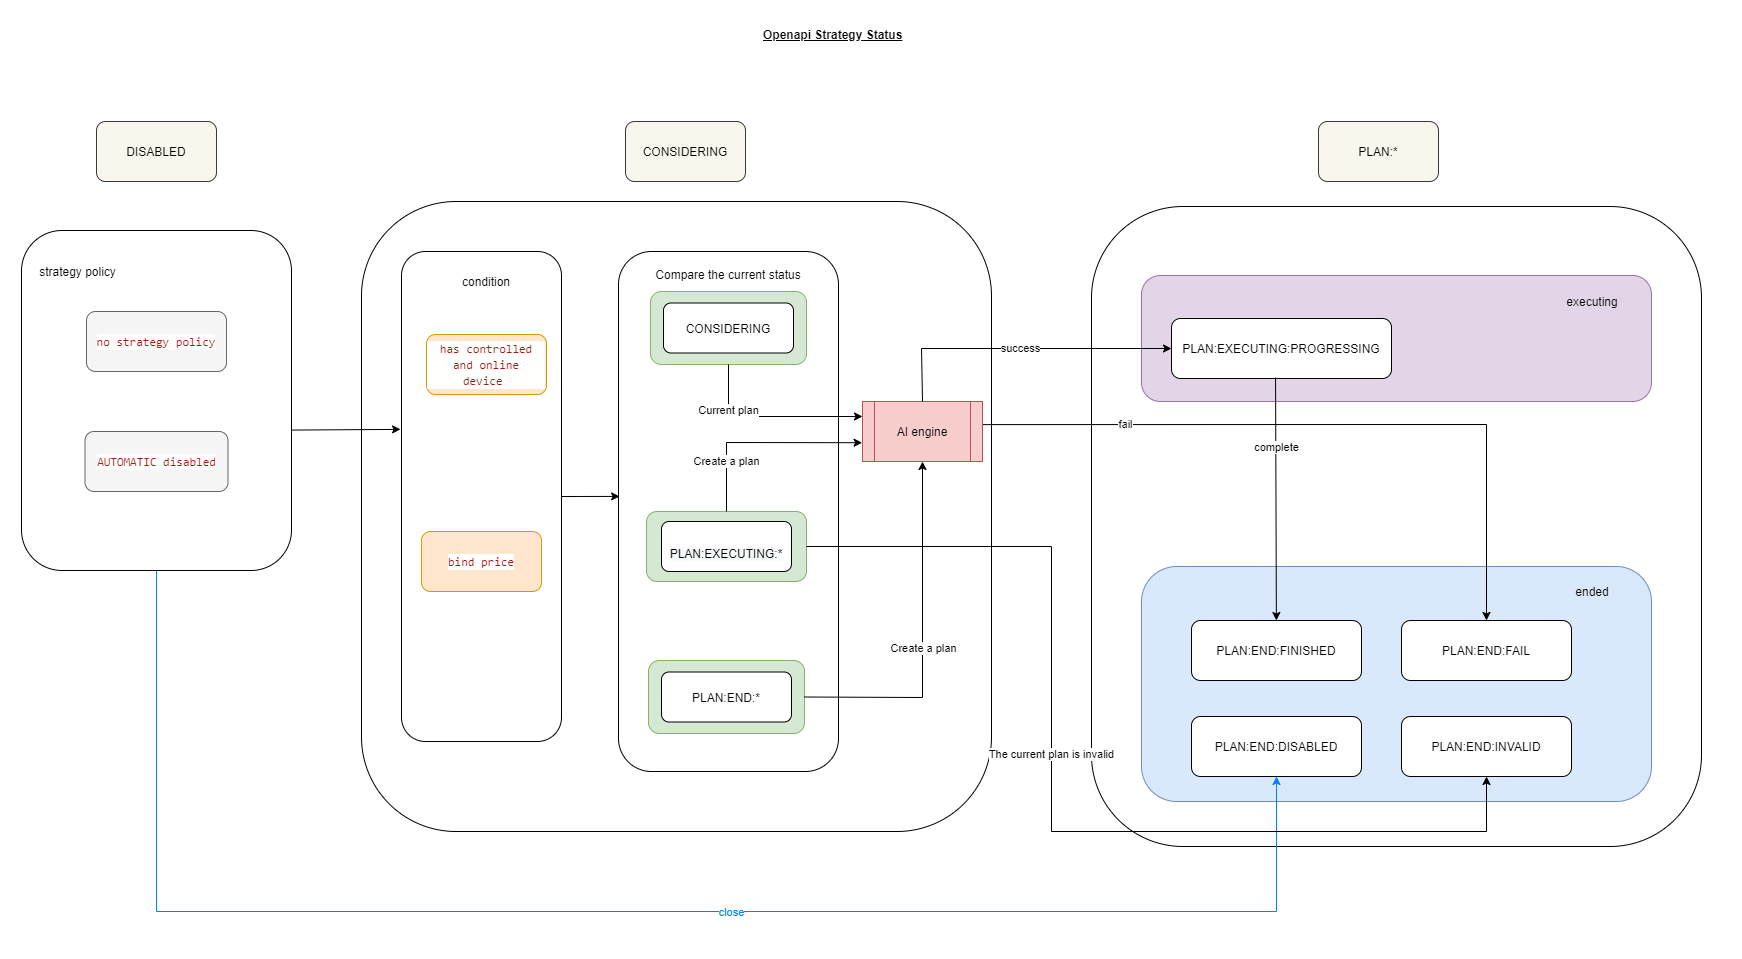 Openapi Strategy Status
DISABLED
CONSIDERING
PLAN:*
strategy policy
no strategy policy
AUTOMATIC disabled
condition
has controlled
and online
device
bind price
Compare the current status
CONSIDERING
Current plan
Create a plan
PLAN:EXECUTING:*
PLAN:END:*
AI engine
Create a plan
success
fail
The current plan is invalid
executing
PLAN:EXECUTING:PROGRESSING
complete
ended
PLAN:END:FINISHED
PLAN:END:FAIL
PLAN:END:DISABLED
PLAN:END:INVALID
close